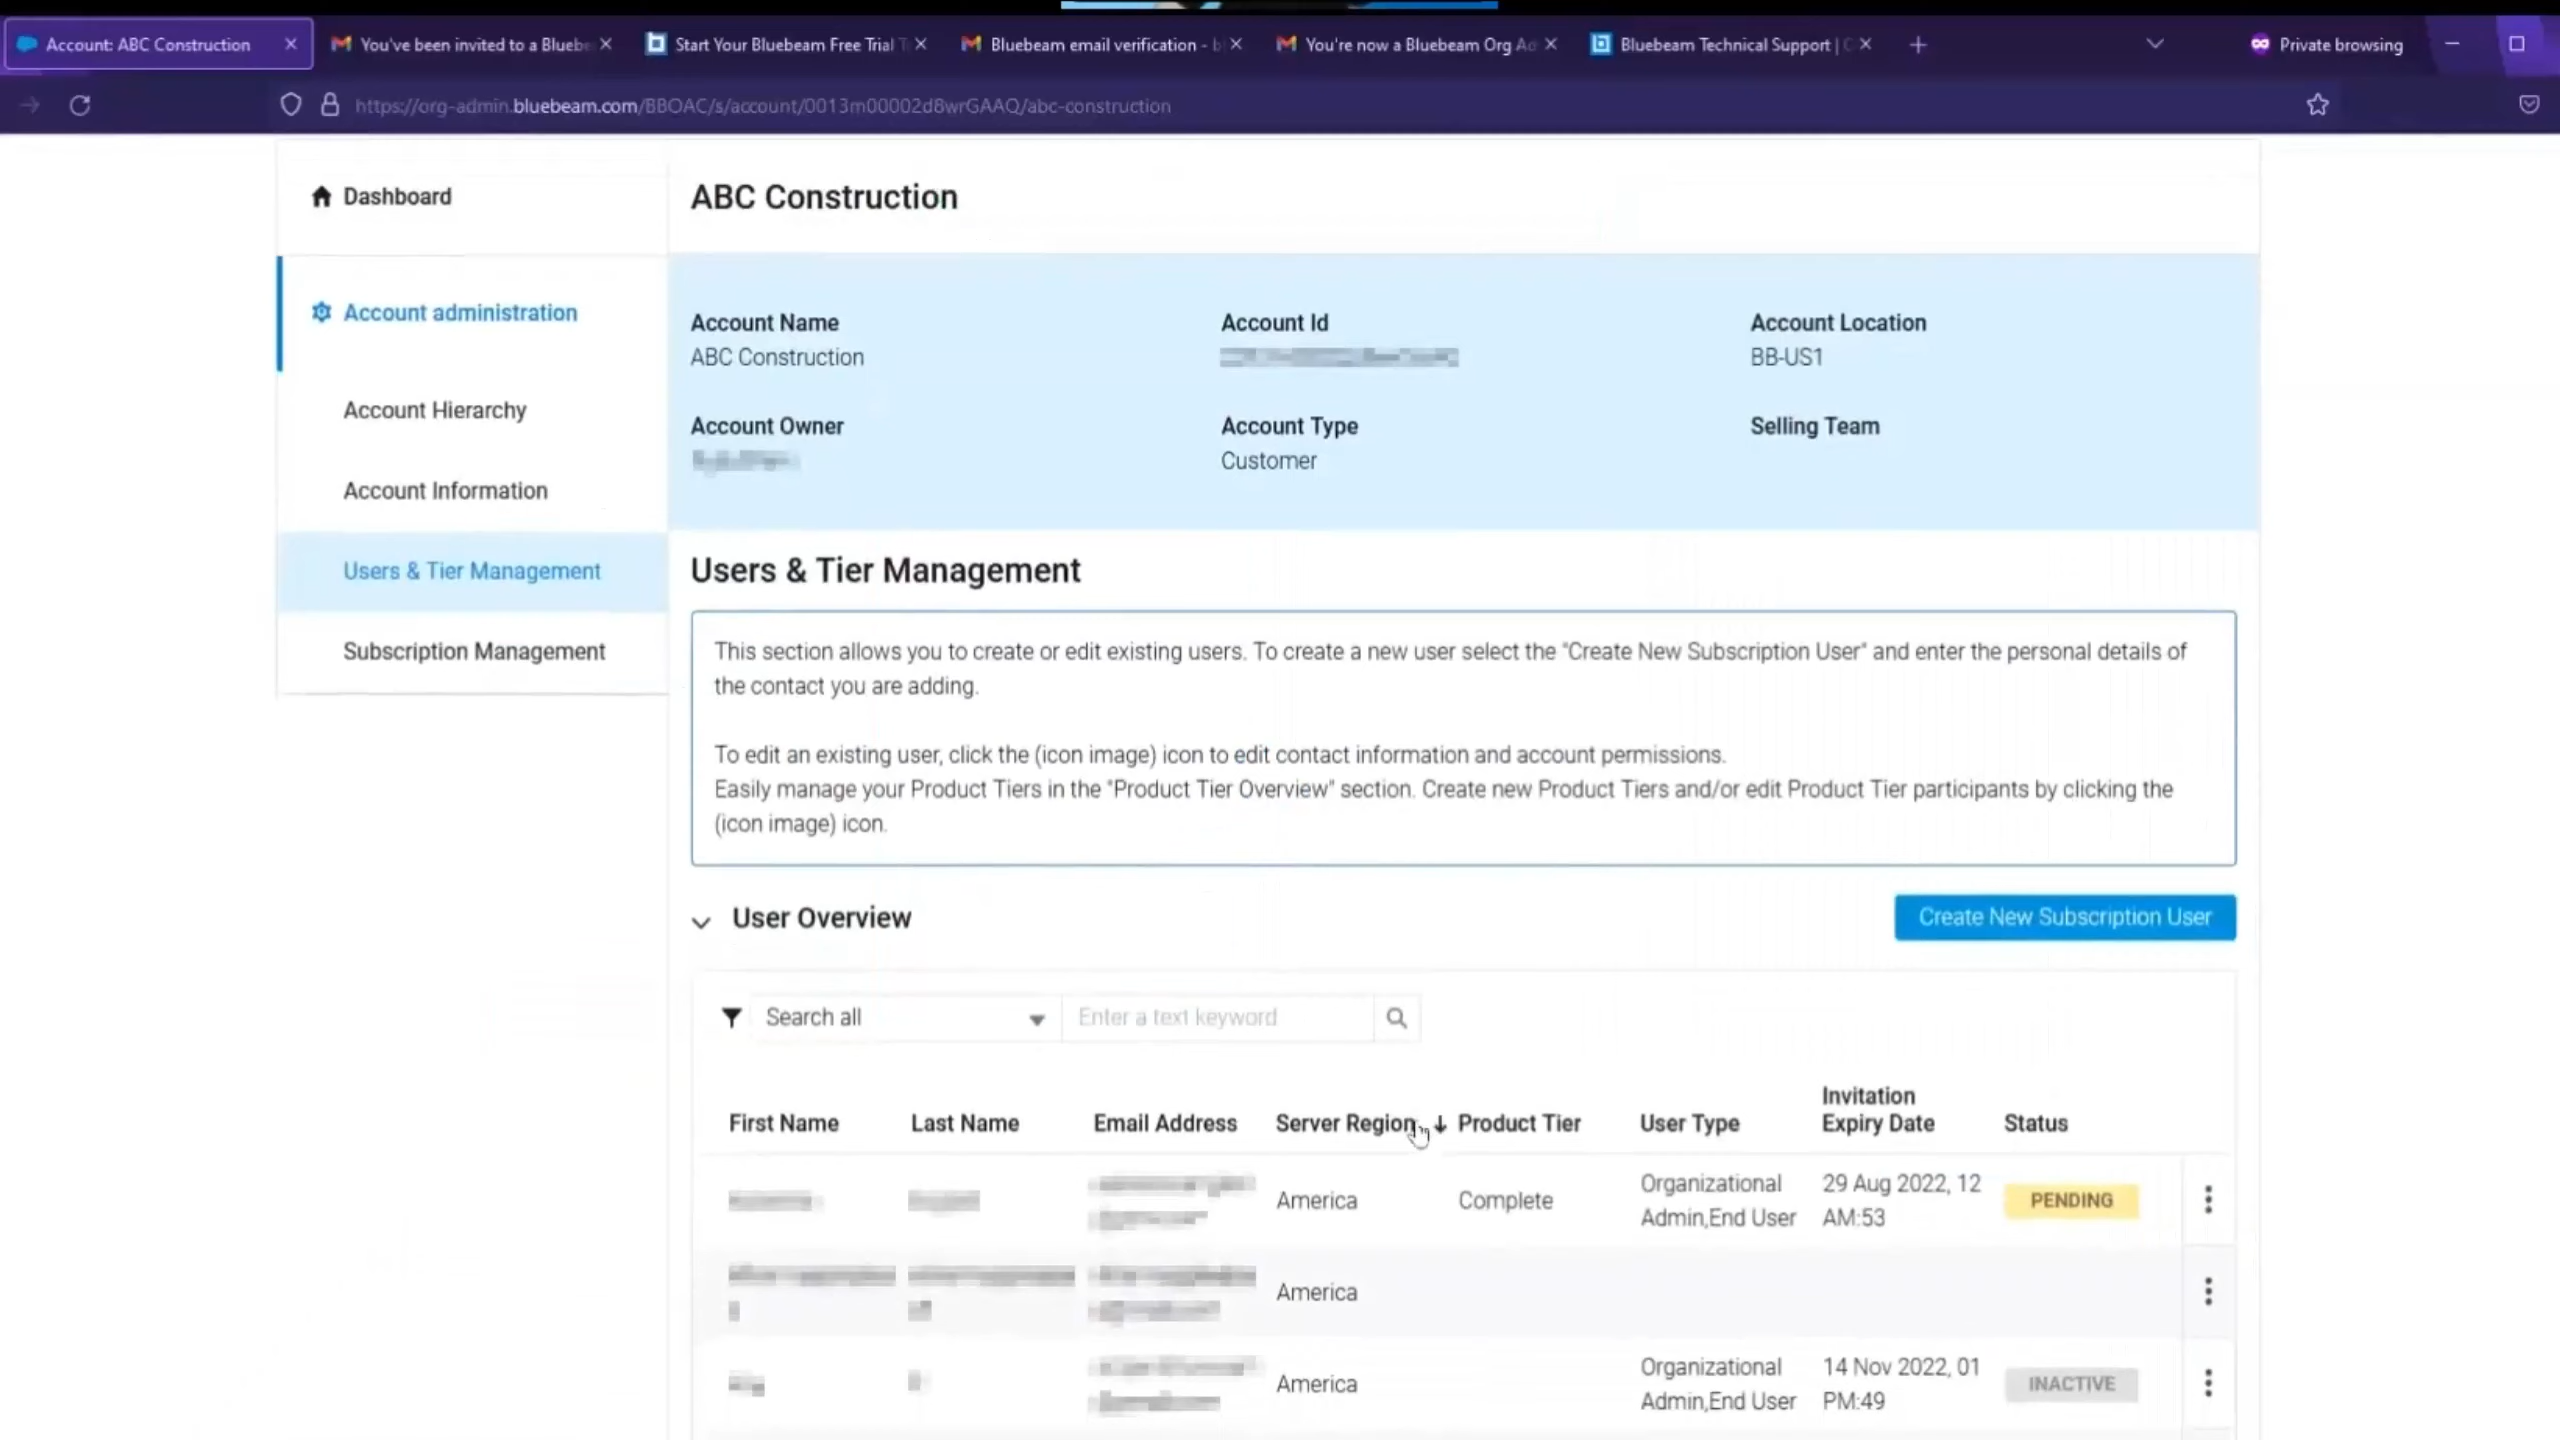 Account: ABC Construction
You've been invited to a Blueb
Start Your Bluebeam Free Trial
Bluebeam email verification -
You're now a Bluebeam Org Ad
Bluebeam Technical Support |
Private browsing
https://org-admin.bluebeam.com/BBOAC/s/account/0013m00002d8wrGAAQ/abc-construction
Dashboard
Account administration
Account Hierarchy
Account Information
Users & Tier Management
Subscription Management
ABC Construction
Account Name
ABC Construction
Account Id
Account Location
BB-US1
Account Owner
Account Type
Customer
Selling Team
Users & Tier Management
This section allows you to create or edit existing users. To create a new user select the "Create New Subscription User" and enter the personal details of
the contact you are adding.
To edit an existing user, click the (icon image) icon to edit contact information and account permissions.
Easily manage your Product Tiers in the "Product Tier Overview" section. Create new Product Tiers and/or edit Product Tier participants by clicking the
(icon image) icon.
User Overview
Create New Subscription User
Search all
Enter a text keyword
First Name
Last Name
Email Address
Server Region
Product Tier
User Type
Invitation
Expiry Date
Status
America
Complete
Organizational
Admin,End User
29 Aug 2022, 12
AM:53
PENDING
America
America
Organizational
Admin,End User
14 Nov 2022, 01
PM:49
INACTIVE